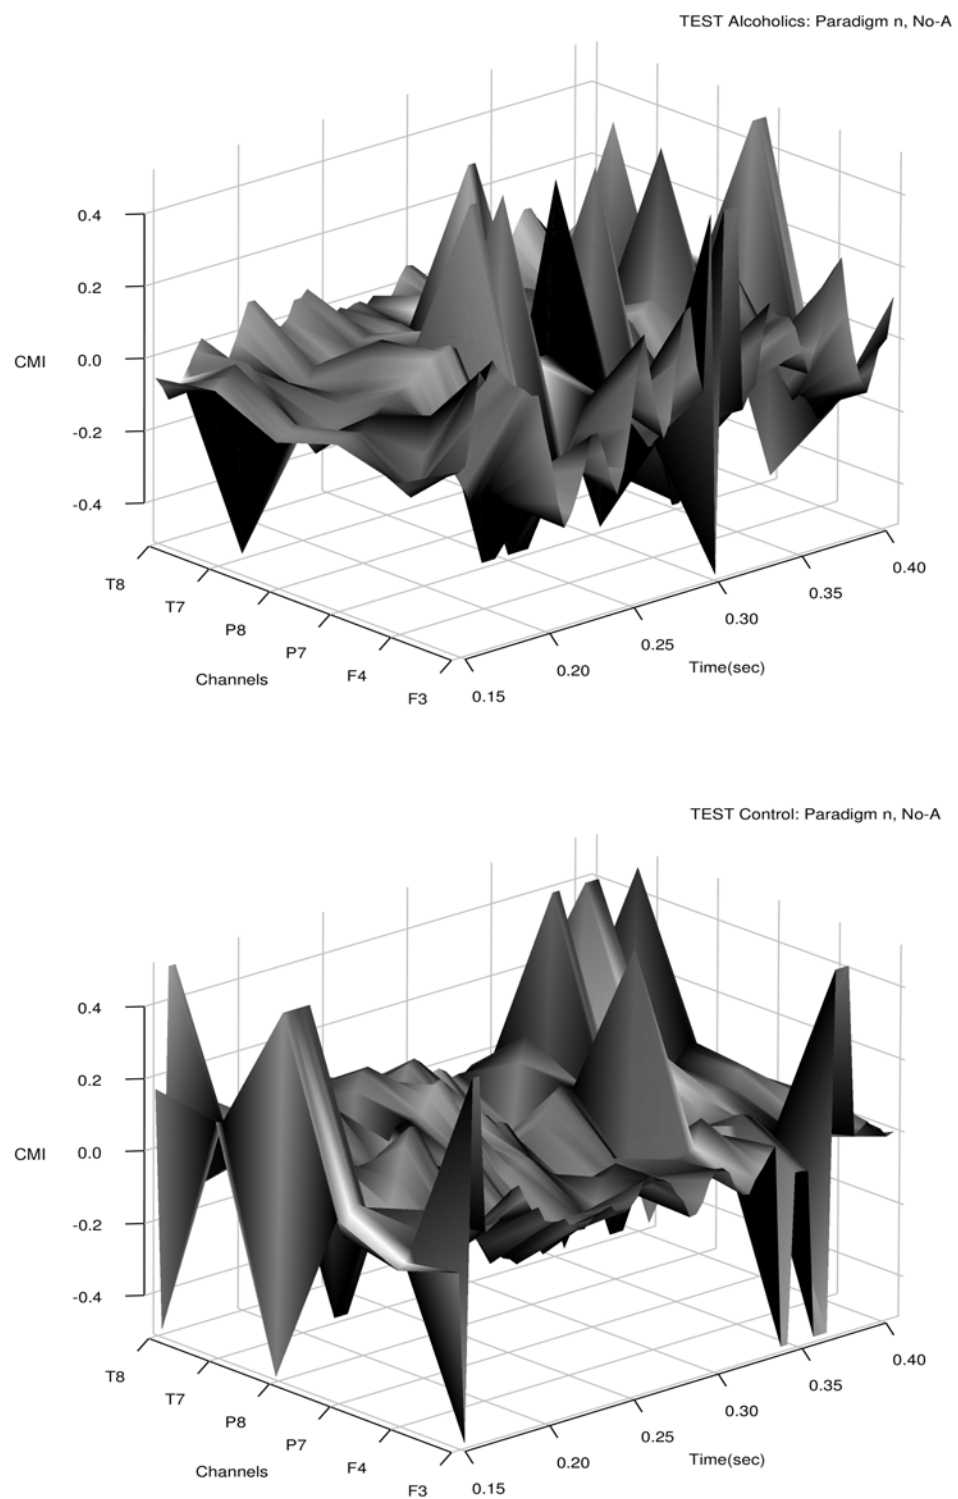 TEST Alcoholics: Paradigm n, No-A
0.4
0.2
0.0
CMI
-0.2
-0.4
T8
T7
P8
P7
F4
F3
Channels
0.15
0.20
0.25
0.30
0.35
0.40
Time(sec)
TEST Control: Paradigm n, No-A
0.4
0.2
0.0
CMI
-0.2
-0.4
T8
T7
P8
P7
F4
F3
Channels
0.15
0.20
0.25
0.30
0.35
0.40
Time(sec)